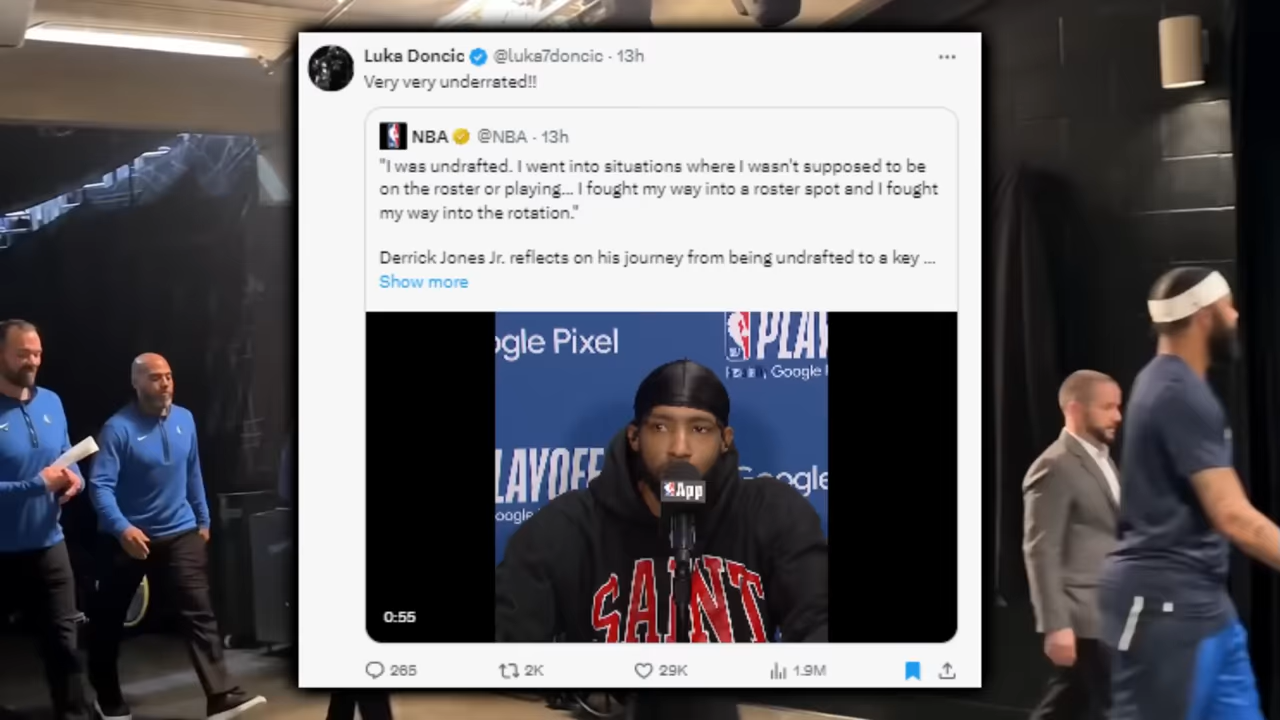 Luka Doncic @luka7doncic · 13h
Very very underrated!!
NBA @NBA · 13h
"I was undrafted. I went into situations where I wasn't supposed to be
on the roster or playing... I fought my way into a roster spot and I fought
my way into the rotation."
Derrick Jones Jr. reflects on his journey from being undrafted to a key ...
Show more
ogle Pixel
PLAY
, Google
LAYOFF
Google
oogle
App
SAINT
0:55
265 2K 29K 1.9M